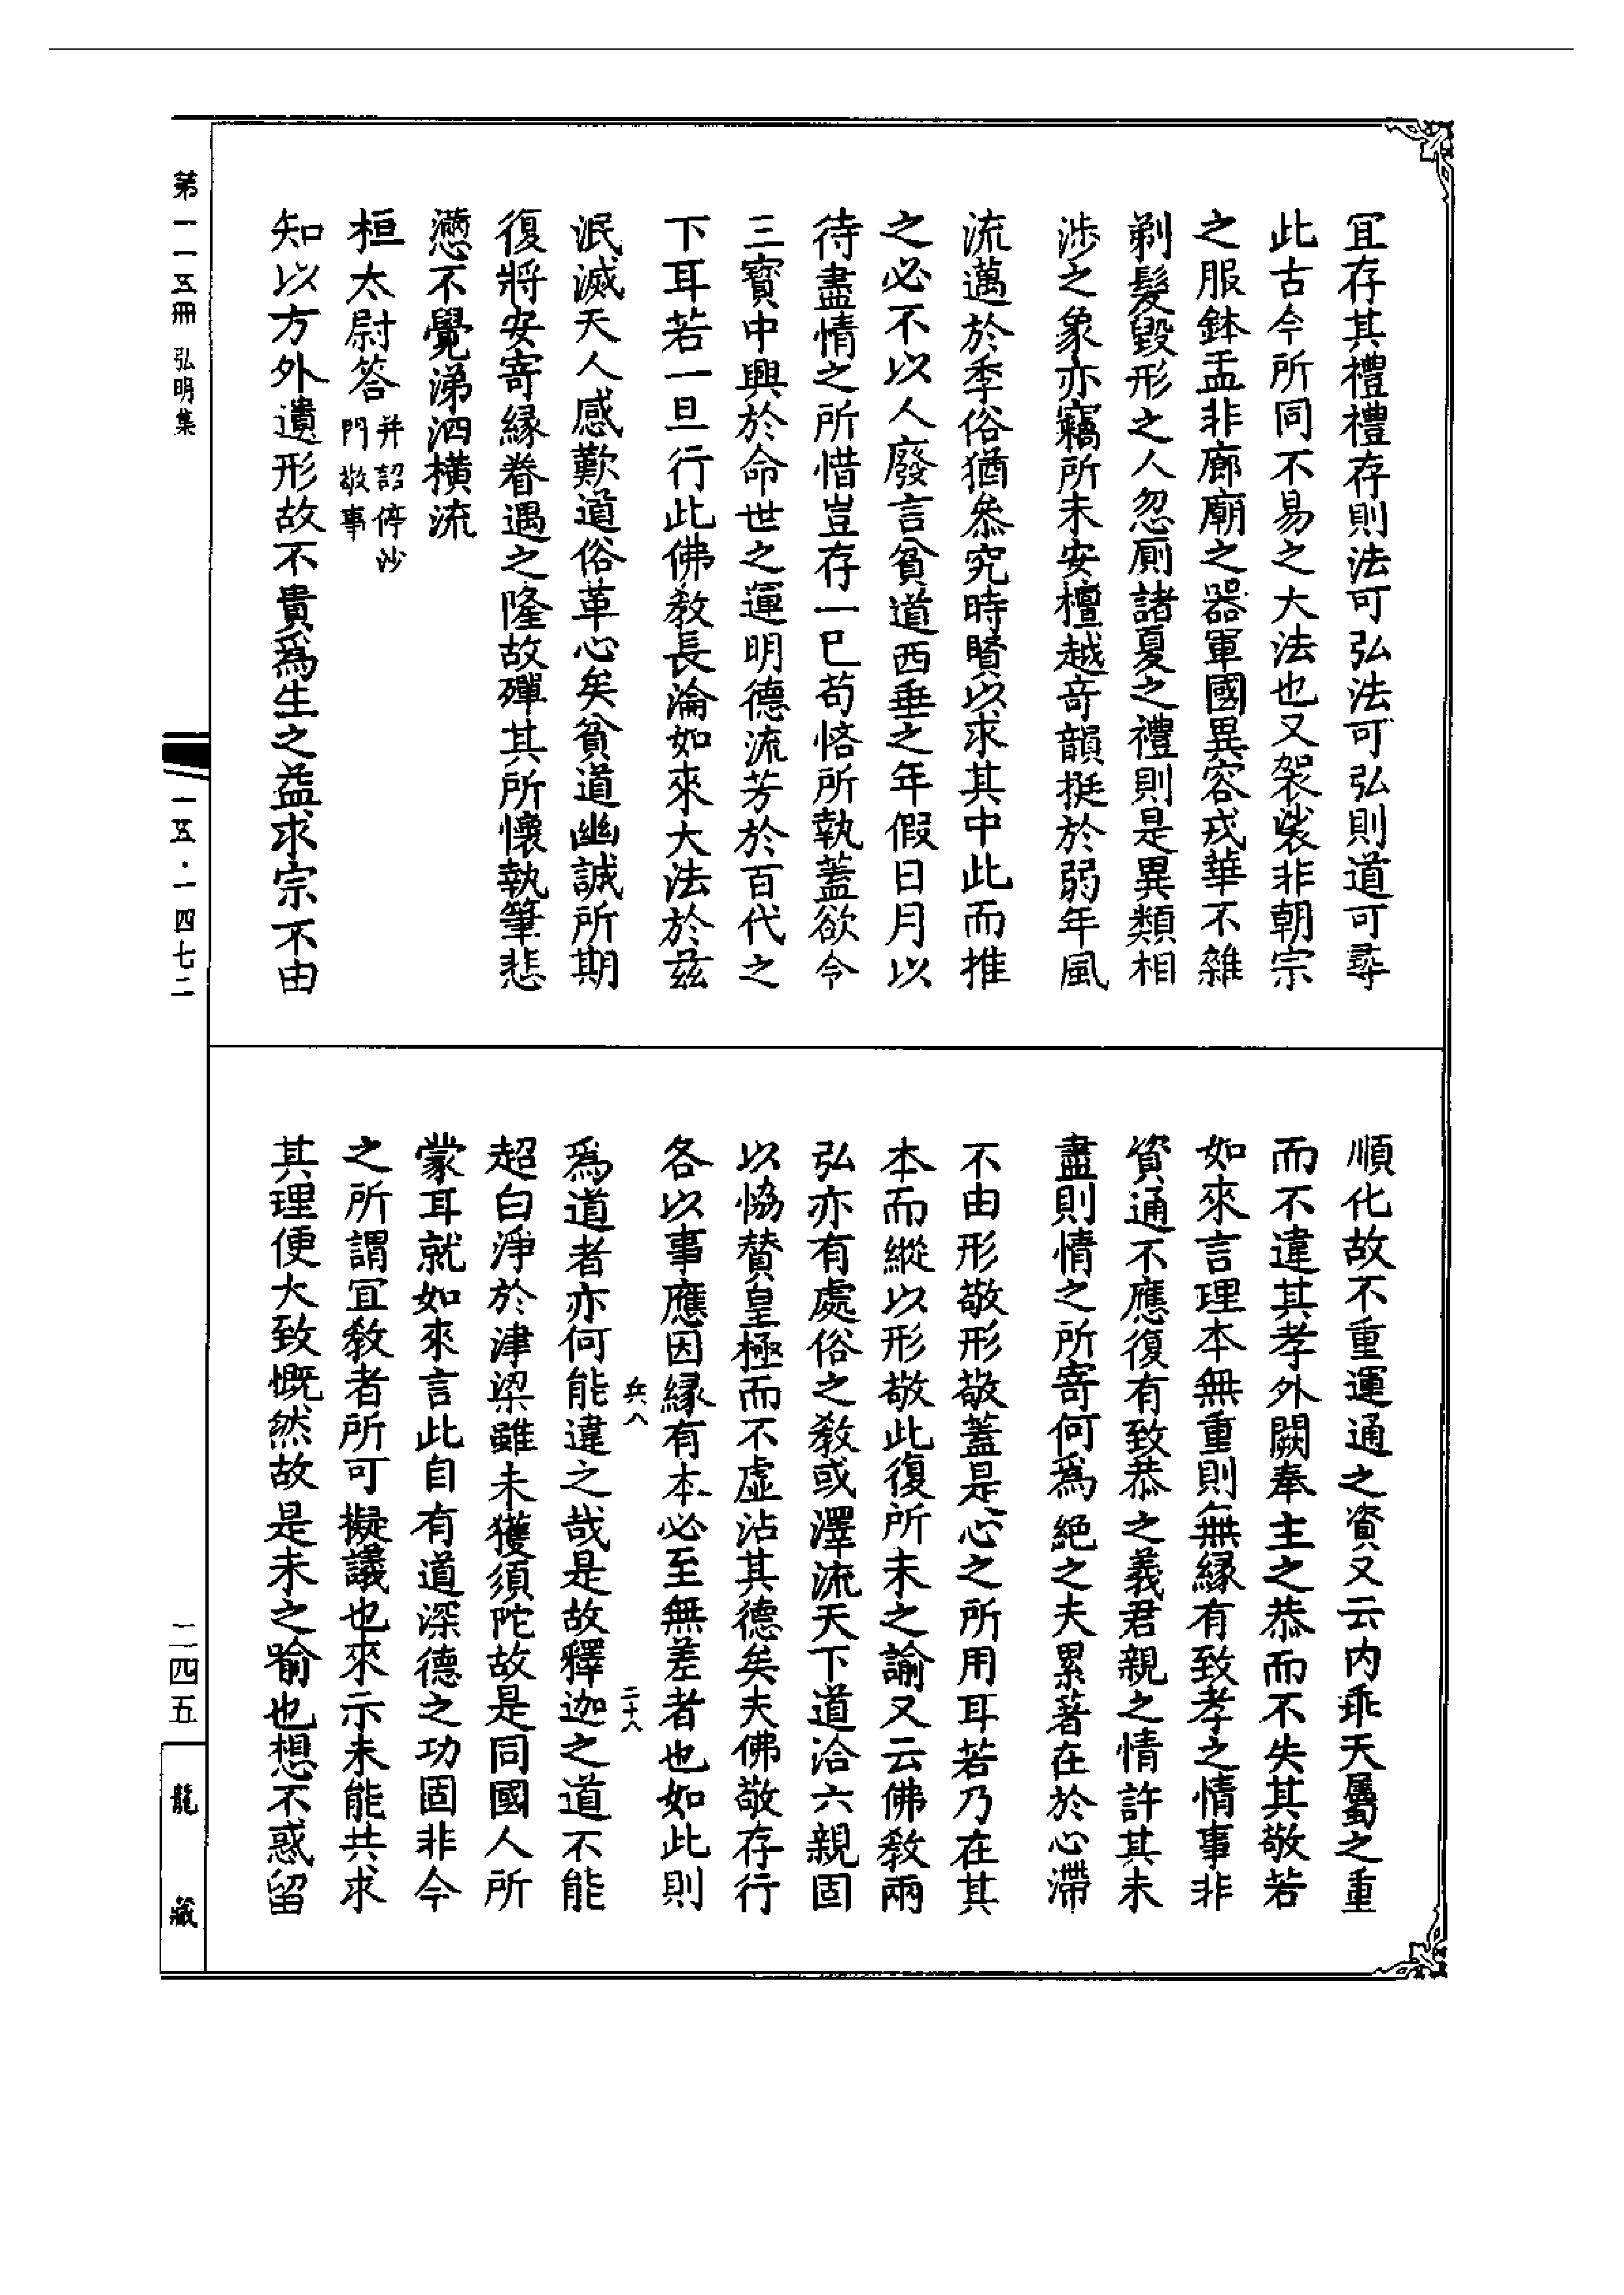 冝存其禮禮存則法可弘法可弘則道可尋
此古今所同不易之大法也又袈裟非朝宗
之服鉢盂非廊廟之器軍國異容戎華不雜
剃髮毀形之人忽廁諸夏之禮則是異類相
涉之象亦竊所未安檀越奇韻挺於弱年風
流邁於季俗猶叅究時賢以求其中此而推
之必不以人廢言貧道西垂之年假日月以
待盡情之所惜豈存一巳苟悋所執蓋欲令
三寳中興於命世之運明德流芳於百代之
下耳若一旦行此佛敎長淪如來大法於兹
泯滅天人感歎道俗革心矣貧道幽誠所期
復將安寄緣眷遇之隆故殫其所懷執筆悲
懣不覺涕泗橫流
桓太尉答并詔停沙門敬事
知以方外遺形故不貴爲生之益求宗不由
順化故不重運通之資又云内乖天屬之重
而不違其孝外闕奉主之恭而不失其敬若
如來言理本無重則無緣有致孝之情事非
資通不應復有致恭之義君親之情許其未
盡則情之所寄何爲絕之夫累著在於心滯
不由形敬形敬蓋是心之所用耳若乃在其
本而縱以形敬此復所未之諭又云佛敎兩
弘亦有處俗之敎或澤流天下道洽六親固
以恊贊皇極而不虛沾其德矣夫佛敬存行
各以事應因緣有本必至無差者也如此則
兵八
二十八
爲道者亦何能違之哉是故釋迦之道不能
超白淨於津梁雖未獲須陀故是同國人所
蒙耳就如來言此自有道深德之功固非今
之所謂冝敎者所可擬議也來示未能共求
其理便大致慨然故是未之喻也想不惑留
第一一五冊 弘明集
一五·一四七二
二四五
龍藏